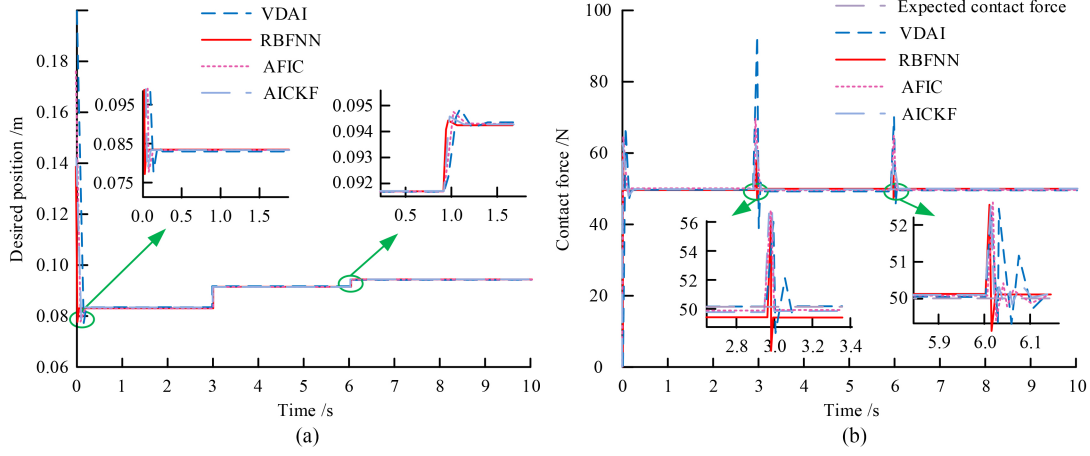 VDAI
RBFNN
AFIC
AICKF
0.18
0.16
0.14
0.12
0.10
0.08
0.06
Desired position /m
0.095
0.085
0.075
0.0 0.5 1.0 1.5
0.095
0.094
0.093
0.092
0.5 1.0 1.5
0 1 2 3 4 5 6 7 8 9 10
Time /s
(a)
Expected contact force
VDAI
RBFNN
AFIC
AICKF
100
80
60
40
20
0
Contact force /N
56
54
52
50
2.8 3.0 3.2 3.4
52
51
50
5.9 6.0 6.1
0 1 2 3 4 5 6 7 8 9 10
Time /s
(b)